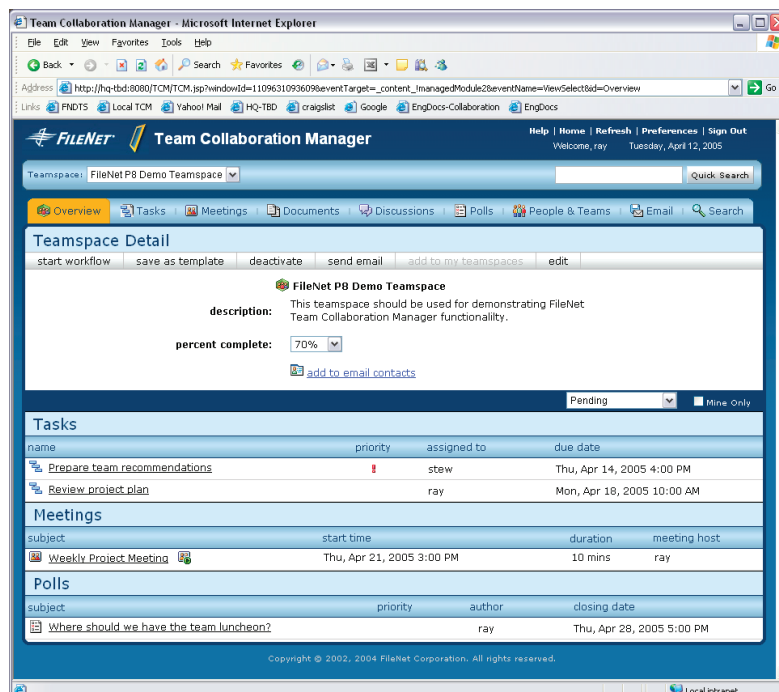 Team Collaboration Manager - Microsoft Internet Explorer
File Edit View Favorites Tools Help
Back Search Favorites
Address http://hq-tbd:8080/TCM/TCM.jsp?windowId=1109631093609&eventTarget=_content_!managedModule2&eventName=ViewSelect&id=Overview Go
Links FNDTS Local TCM Yahoo! Mail HQ-TBD craigslist Google EngDocs-Collaboration EngDocs
FILENET Team Collaboration Manager Help | Home | Refresh | Preferences | Sign Out
Welcome, ray Tuesday, April 12, 2005
Teamspace: FileNet P8 Demo Teamspace Quick Search
Overview Tasks Meetings Documents Discussions Polls People & Teams Email Search
Teamspace Detail
start workflow save as template deactivate send email add to my teamspaces edit
FileNet P8 Demo Teamspace
description: This teamspace should be used for demonstrating FileNet
Team Collaboration Manager functionalilty.
percent complete: 70%
add to email contacts
Pending Mine Only
Tasks
name priority assigned to due date
Prepare team recommendations ! stew Thu, Apr 14, 2005 4:00 PM
Review project plan ray Mon, Apr 18, 2005 10:00 AM
Meetings
subject start time duration meeting host
Weekly Project Meeting Thu, Apr 21, 2005 3:00 PM 10 mins ray
Polls
subject priority author closing date
Where should we have the team luncheon? ray Thu, Apr 28, 2005 5:00 PM
Copyright © 2002, 2004 FileNet Corporation. All rights reserved.
Local intranet